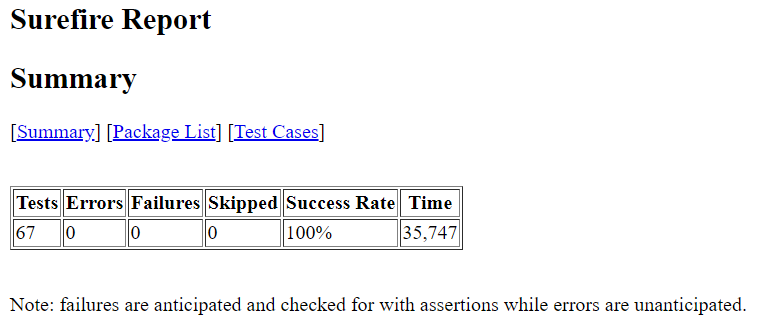 Surefire Report
Summary
[Summary] [Package List] [Test Cases]
Tests Errors Failures Skipped Success Rate Time
67 0 0 0 100% 35,747
Note: failures are anticipated and checked for with assertions while errors are unanticipated.